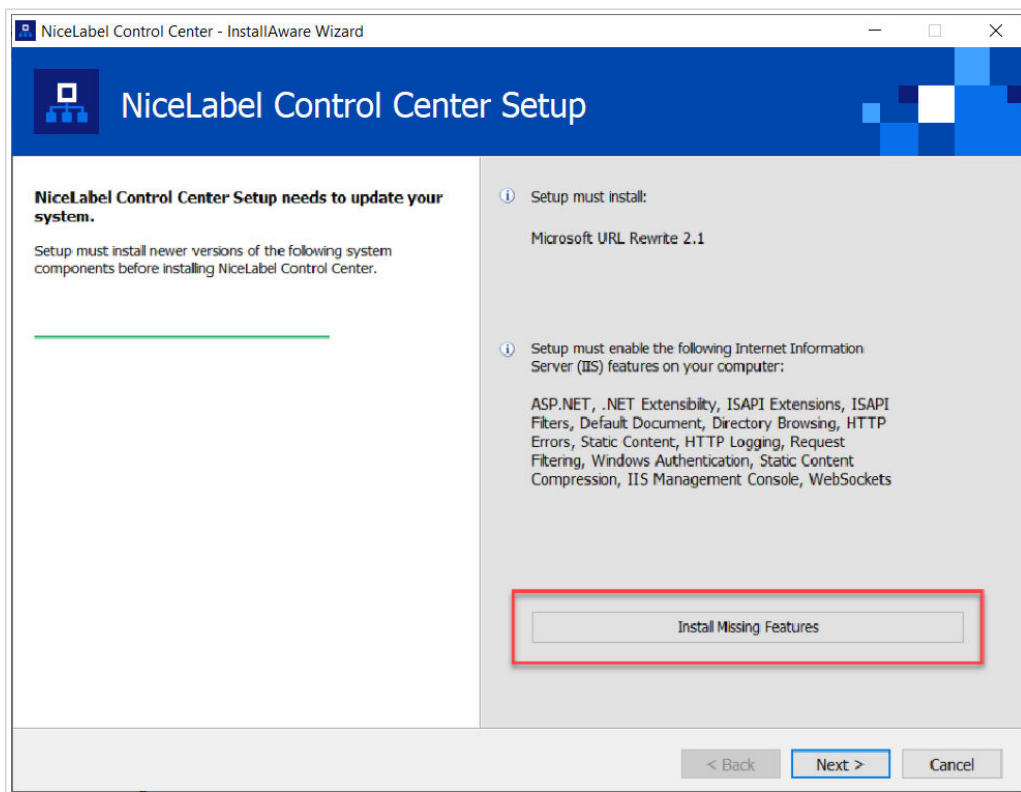 NiceLabel Control Center - InstallAware Wizard
NiceLabel Control Center Setup
NiceLabel Control Center Setup needs to update your
system.
Setup must install newer versions of the following system
components before installing NiceLabel Control Center.
Setup must install:
Microsoft URL Rewrite 2.1
Setup must enable the following Internet Information
Server (IIS) features on your computer:
ASP.NET, .NET Extensibilty, ISAPI Extensions, ISAPI
Filters, Default Document, Directory Browsing, HTTP
Errors, Static Content, HTTP Logging, Request
Filtering, Windows Authentication, Static Content
Compression, IIS Management Console, WebSockets
Install Missing Features
< Back
Next >
Cancel